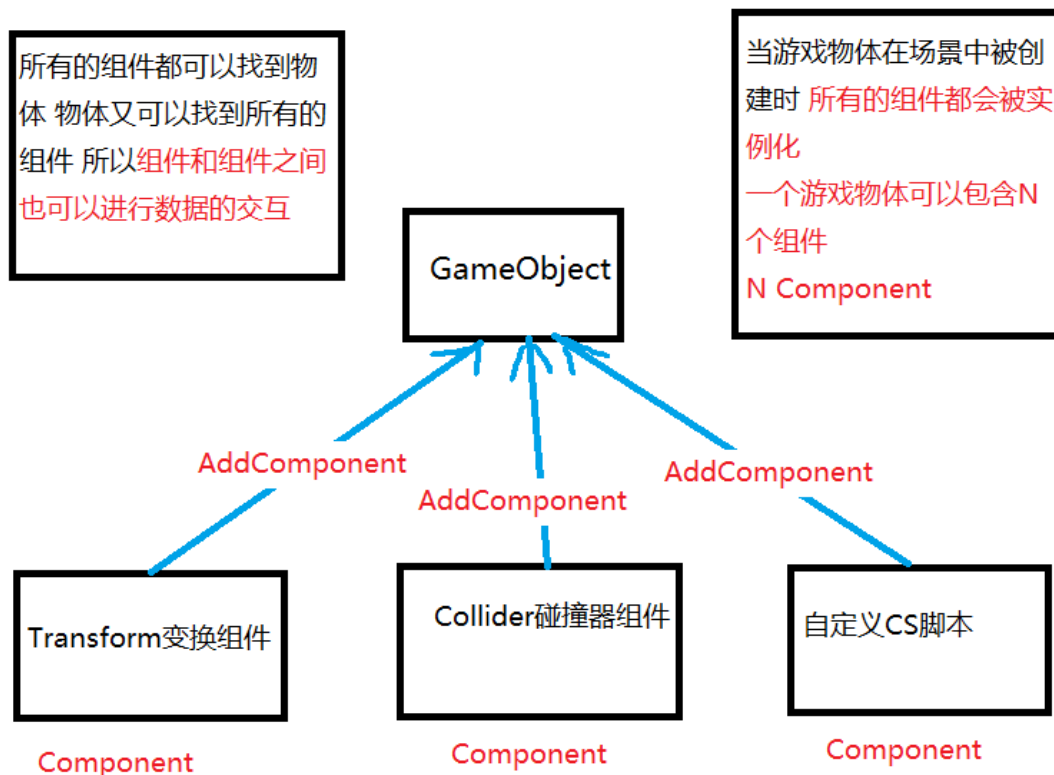 所有的组件都可以找到物
体 物体又可以找到所有的
组件 所以组件和组件之间
也可以进行数据的交互
当游戏物体在场景中被创
建时 所有的组件都会被实
例化
一个游戏物体可以包含N
个组件
N Component
GameObject
AddComponent
AddComponent
AddComponent
Transform变换组件
Collider碰撞器组件
自定义CS脚本
Component
Component
Component